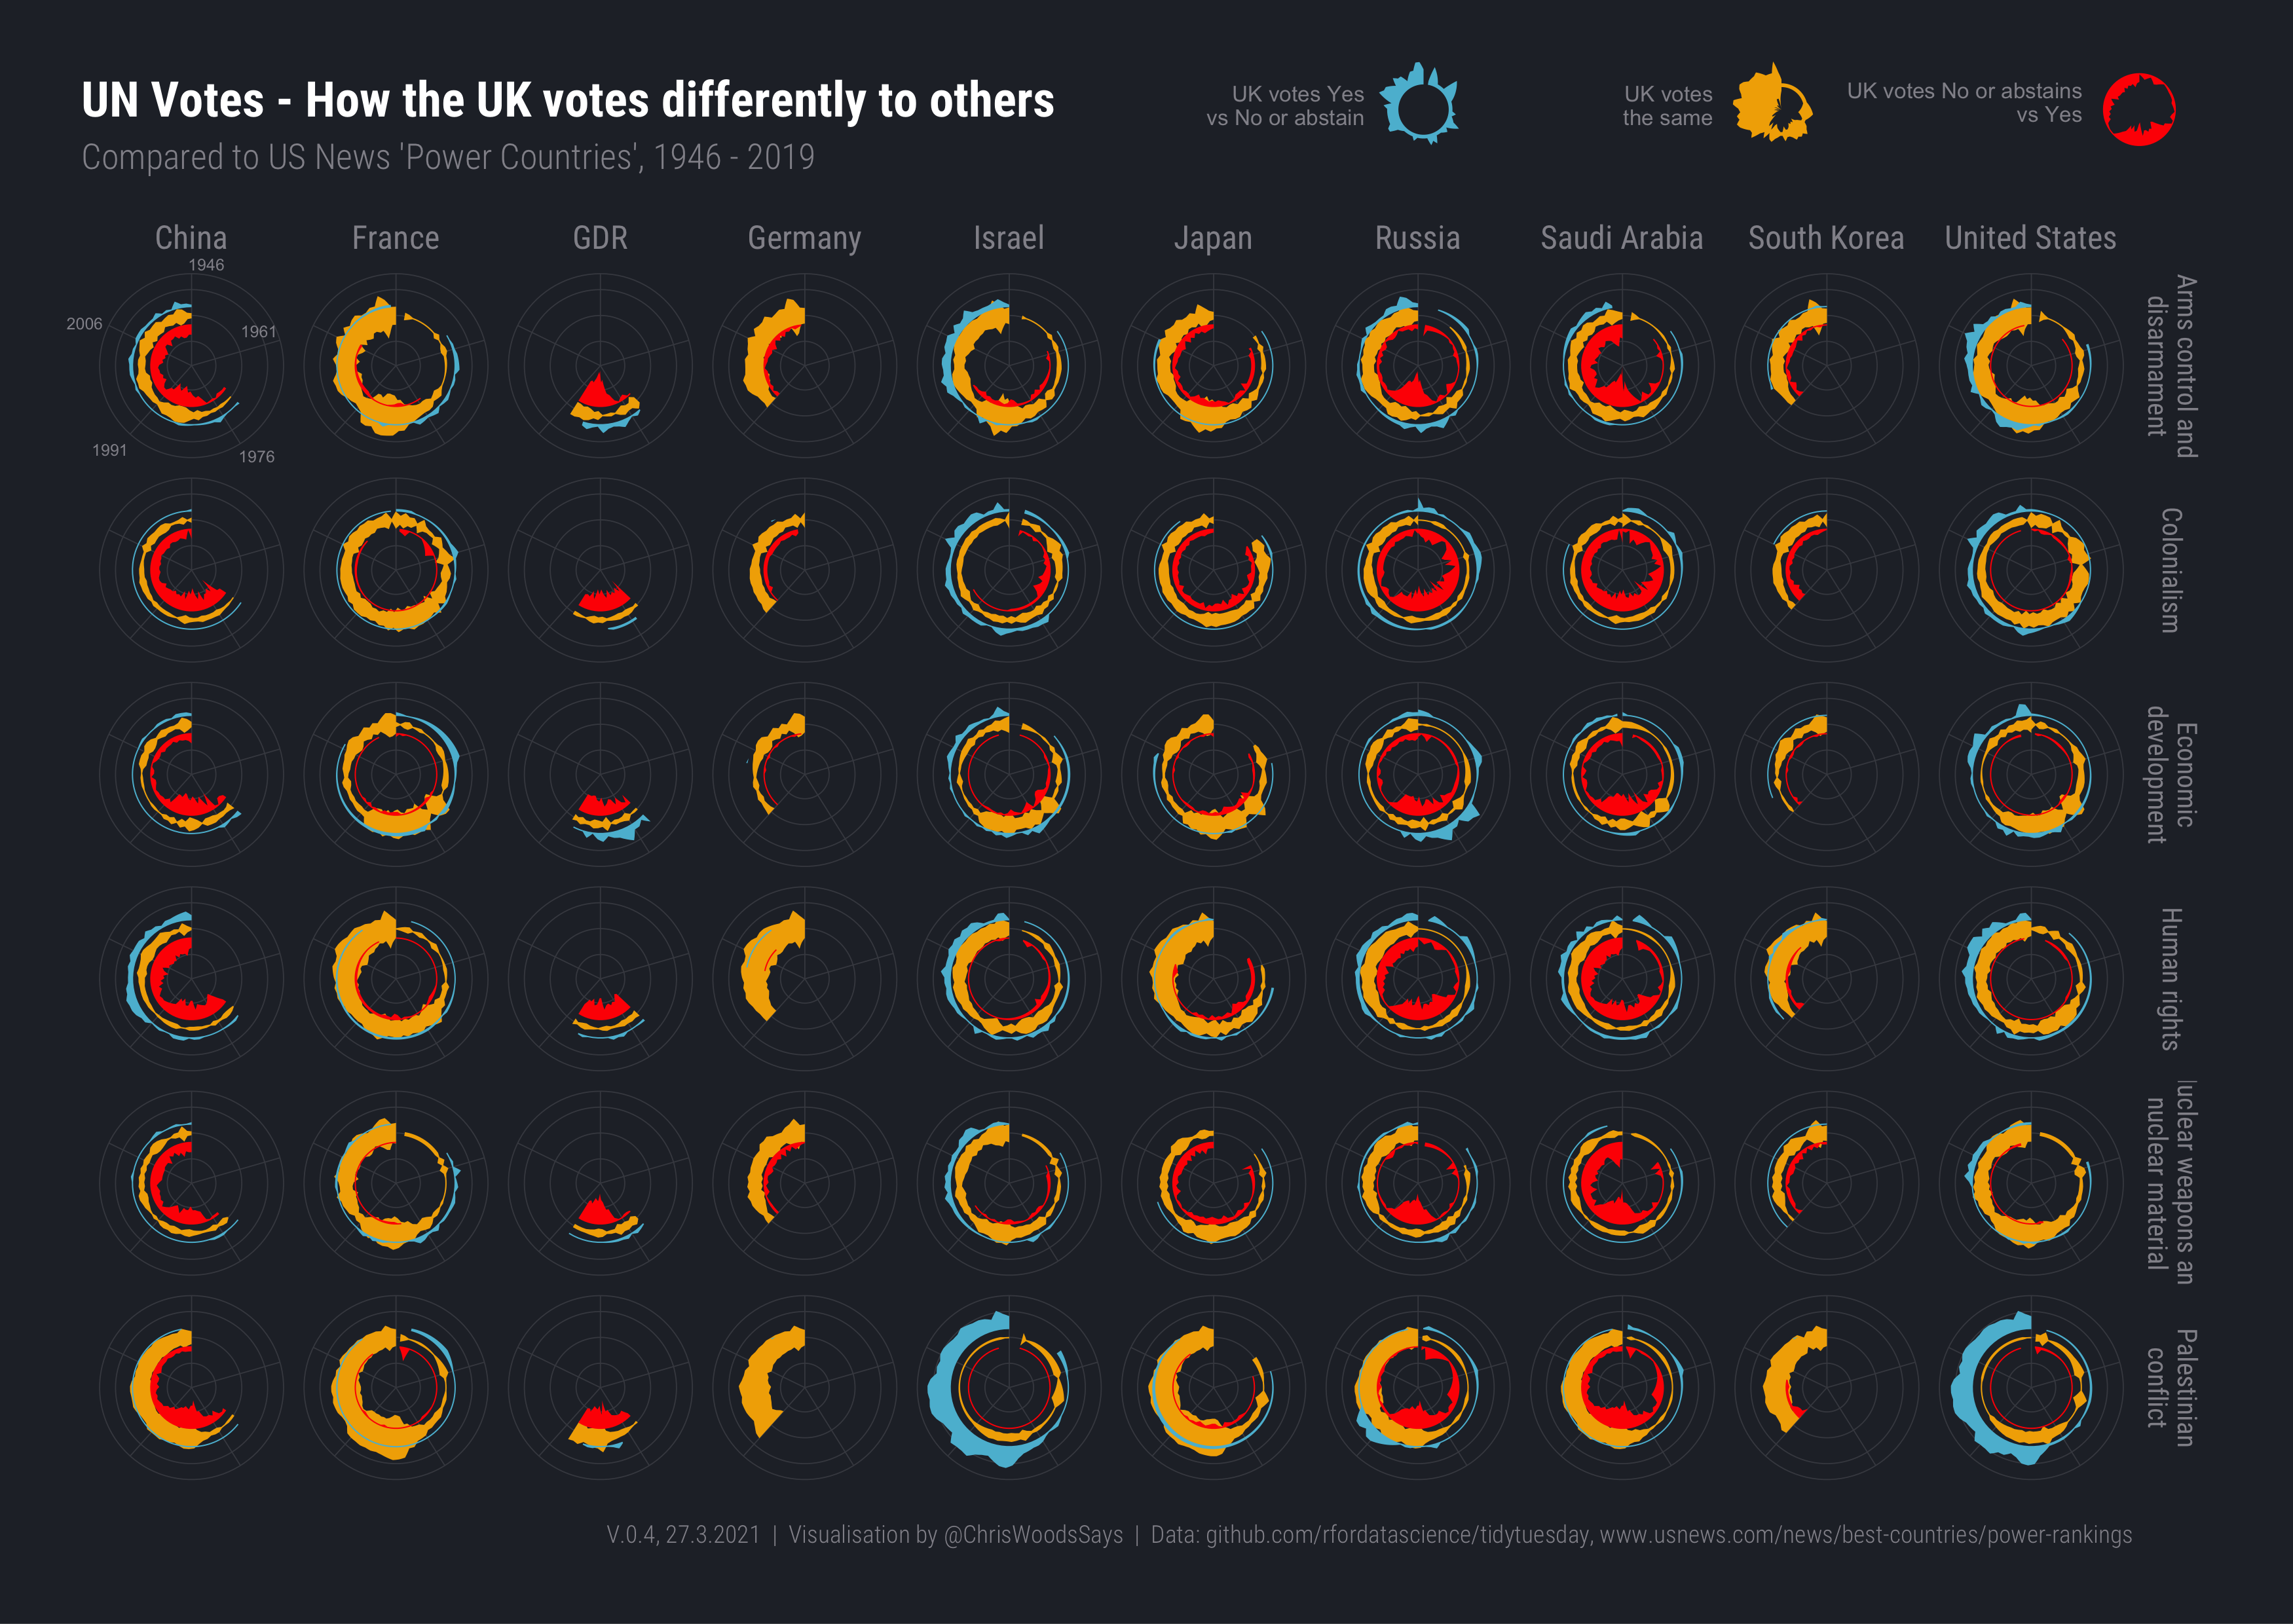 UN Votes - How the UK votes differently to others
Compared to US News 'Power Countries', 1946 - 2019
UK votes Yes
vs No or abstain
UK votes
the same
UK votes No or abstains
vs Yes
China
France
GDR
Germany
Israel
Japan
Russia
Saudi Arabia
South Korea
United States
1946
1961
1976
1991
2006
Arms control and
disarmament
Colonialism
Economic
development
Human rights
uclear weapons an
nuclear material
Palestinian
conflict
V.0.4, 27.3.2021 | Visualisation by @ChrisWoodsSays | Data: github.com/rfordatascience/tidytuesday, www.usnews.com/news/best-countries/power-rankings